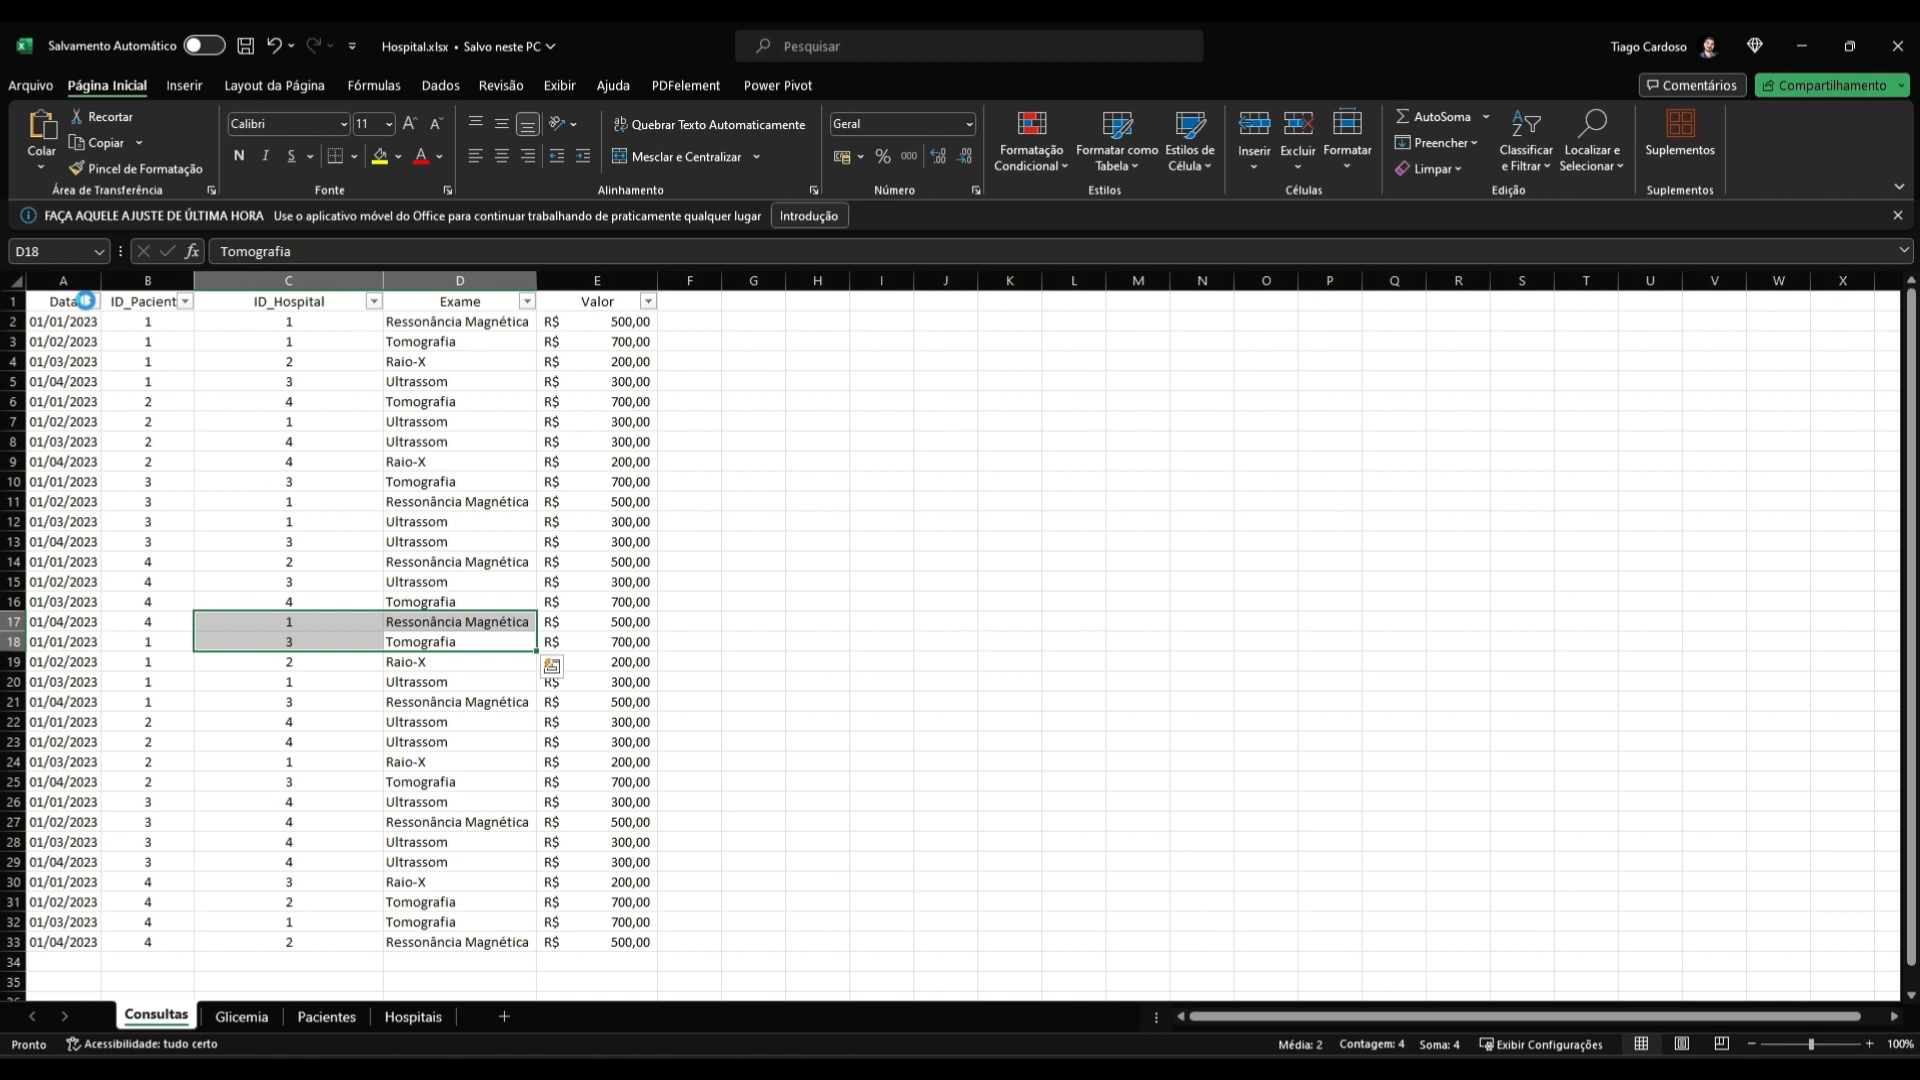 Salvamento Automático Hospital.xlsx • Salvo neste PC Pesquisar Tiago Cardoso
Arquivo Página Inicial Inserir Layout da Página Fórmulas Dados Revisão Exibir Ajuda PDFelement Power Pivot Comentários Compartilhamento
Colar Recortar Copiar Pincel de Formatação
Calibri 11 N I S
Quebrar Texto Automaticamente
Mesclar e Centralizar
Geral % 000
Formatação Condicional
Formatar como Tabela
Estilos de Célula
Inserir Excluir Formatar
AutoSoma Preencher Limpar
Classificar e Filtrar
Localizar e Selecionar
Suplementos
Área de Transferência Fonte Alinhamento Número Estilos Células Edição Suplementos
FAÇA AQUELE AJUSTE DE ÚLTIMA HORA Use o aplicativo móvel do Office para continuar trabalhando de praticamente qualquer lugar Introdução
D18 fx Tomografia
A B C D E F G H I J K L M N O P Q R S T U V W X
1 Data ID_Pacient ID_Hospital Exame Valor
2 01/01/2023 1 1 Ressonância Magnética R$ 500,00
3 01/02/2023 1 1 Tomografia R$ 700,00
4 01/03/2023 1 2 Raio-X R$ 200,00
5 01/04/2023 1 3 Ultrassom R$ 300,00
6 01/01/2023 2 4 Tomografia R$ 700,00
7 01/02/2023 2 1 Ultrassom R$ 300,00
8 01/03/2023 2 4 Ultrassom R$ 300,00
9 01/04/2023 2 4 Raio-X R$ 200,00
10 01/01/2023 3 3 Tomografia R$ 700,00
11 01/02/2023 3 1 Ressonância Magnética R$ 500,00
12 01/03/2023 3 1 Ultrassom R$ 300,00
13 01/04/2023 3 3 Ultrassom R$ 300,00
14 01/01/2023 4 2 Ressonância Magnética R$ 500,00
15 01/02/2023 4 3 Ultrassom R$ 300,00
16 01/03/2023 4 4 Tomografia R$ 700,00
17 01/04/2023 4 1 Ressonância Magnética R$ 500,00
18 01/01/2023 1 3 Tomografia R$ 700,00
19 01/02/2023 1 2 Raio-X 200,00
20 01/03/2023 1 1 Ultrassom R$ 300,00
21 01/04/2023 1 3 Ressonância Magnética R$ 500,00
22 01/01/2023 2 4 Ultrassom R$ 300,00
23 01/02/2023 2 4 Ultrassom R$ 300,00
24 01/03/2023 2 1 Raio-X R$ 200,00
25 01/04/2023 2 3 Tomografia R$ 700,00
26 01/01/2023 3 4 Ultrassom R$ 300,00
27 01/02/2023 3 4 Ressonância Magnética R$ 500,00
28 01/03/2023 3 4 Ultrassom R$ 300,00
29 01/04/2023 3 4 Ultrassom R$ 300,00
30 01/01/2023 4 3 Raio-X R$ 200,00
31 01/02/2023 4 2 Tomografia R$ 700,00
32 01/03/2023 4 1 Tomografia R$ 700,00
33 01/04/2023 4 2 Ressonância Magnética R$ 500,00
34
35
Consultas Glicemia Pacientes Hospitais
Pronto Acessibilidade: tudo certo Média: 2 Contagem: 4 Soma: 4 Exibir Configurações 100%